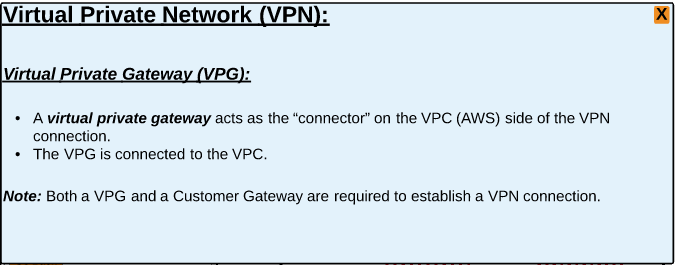 Virtual Private Network (VPN):
X
Virtual Private Gateway (VPG):
• A virtual private gateway acts as the “connector” on the VPC (AWS) side of the VPN
connection.
• The VPG is connected to the VPC.
Note: Both a VPG and a Customer Gateway are required to establish a VPN connection.